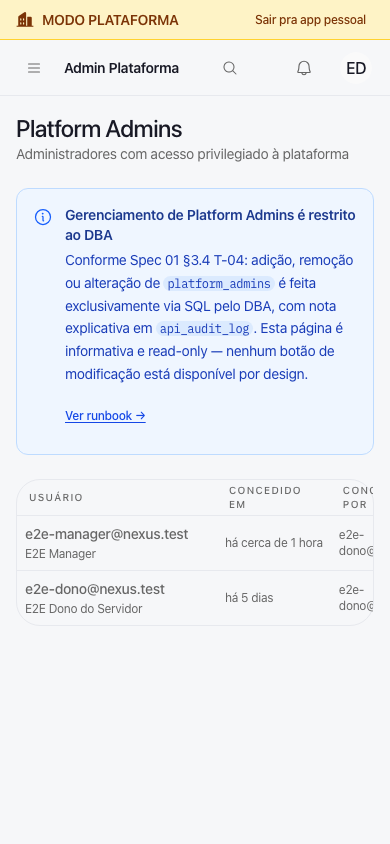 MODO PLATAFORMA
Sair pra app pessoal
Admin Plataforma
ED
Platform Admins
Administradores com acesso privilegiado à plataforma
Gerenciamento de Platform Admins é restrito
ao DBA
Conforme Spec 01 §3.4 T-04: adição, remoção
ou alteração de platform_admins é feita
exclusivamente via SQL pelo DBA, com nota
explicativa em api_audit_log . Esta página é
informativa e read-only — nenhum botão de
modificação está disponível por design.
Ver runbook →
USUÁRIO
CONCEDIDO
EM
CONC
POR
e2e-manager@nexus.test
E2E Manager
há cerca de 1 hora
e2e-
dono@
e2e-dono@nexus.test
E2E Dono do Servidor
há 5 dias
e2e-
dono@